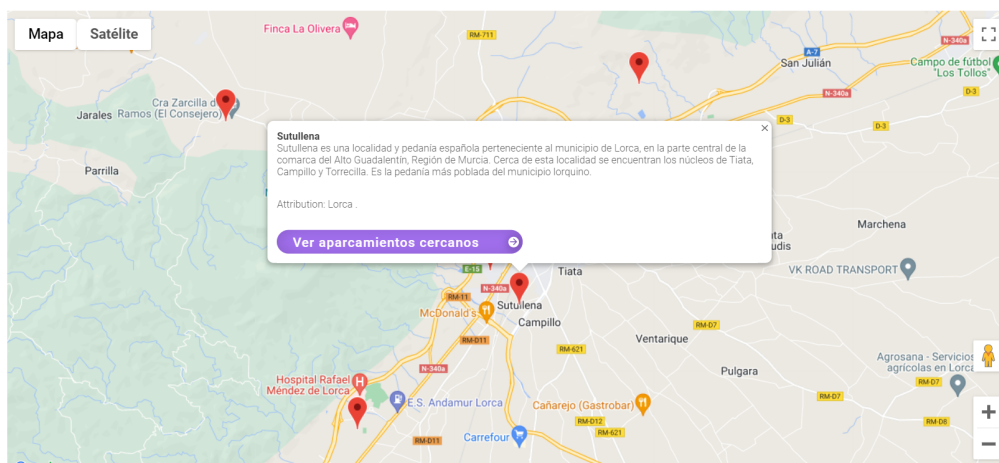 Mapa
Satélite
Finca La Olivera
RM-711
N-340a
A-7
San Julián
Campo de fútbol
"Los Tollos"
Cra Zarcilla d
Ramos (El Consejero)
Jarales
N-340a
D-3
D-3
D-3
Parrilla
Sutullena
Sutullena es una localidad y pedanía española perteneciente al municipio de Lorca, en la parte central de la
comarca del Alto Guadalentín, Región de Murcia. Cerca de esta localidad se encuentran los núcleos de Tiata,
Campillo y Torrecilla. Es la pedanía más poblada del municipio lorquino.
Attribution: Lorca .
Ver aparcamientos cercanos
Marchena
udis
E-15
Tiata
VK ROAD TRANSPORT
N-340a
RM-11
Sutullena
McDonald's
Campillo
RM-D7
RM-D11
Ventarique
RM-621
Agrosana - Servicios
agrícolas en Lorca
N-340a
Pulgara
Hospital Rafael
Méndez de Lorca
RM-D7
RM-D7
E.S. Andamur Lorca
Cañarejo (Gastrobar)
RM-D12
RM-D8
RM-621
RM-D11
Carrefour